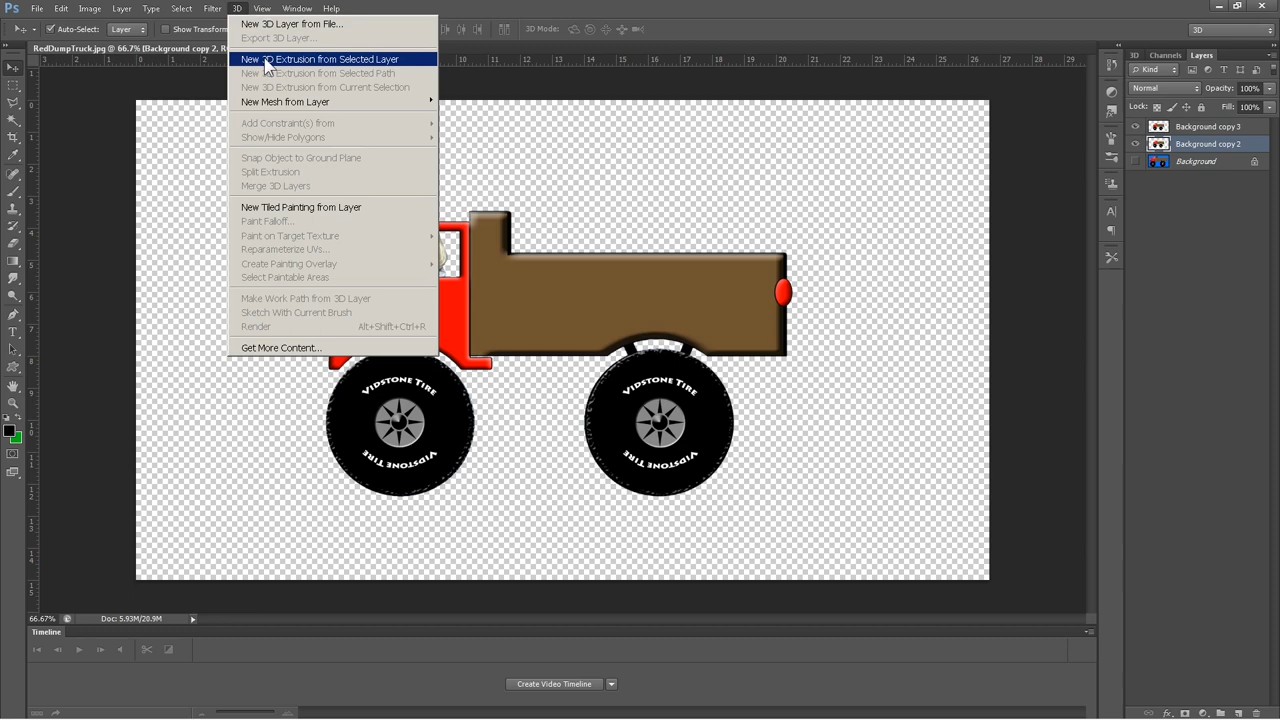 Ps File Edit Image Layer Type Select Filter 3D View Window Help
Auto-Select: Layer Show Transform 3D Mode: 3D
RedDumpTruck.jpg @ 66.7% (Background copy 2, R
New 3D Layer from File...
Export 3D Layer...
New 3D Extrusion from Selected Layer
New 3D Extrusion from Selected Path
New 3D Extrusion from Current Selection
New Mesh from Layer
Add Constraint(s) from
Show/Hide Polygons
Snap Object to Ground Plane
Split Extrusion
Merge 3D Layers
New Tiled Painting from Layer
Paint Falloff...
Paint on Target Texture
Reparameterize UVs...
Create Painting Overlay
Select Paintable Areas
Make Work Path from 3D Layer
Sketch With Current Brush
Render Alt+Shift+Ctrl+R
Get More Content...
3D Channels Layers
Kind
Normal Opacity: 100%
Lock: Fill: 100%
Background copy 3
Background copy 2
Background
VIDSTONE TIRE
VIDSTONE TIRE
VIDSTONE TIRE
VIDSTONE TIRE
66.67% Doc: 5.93M/20.9M
Timeline
Create Video Timeline